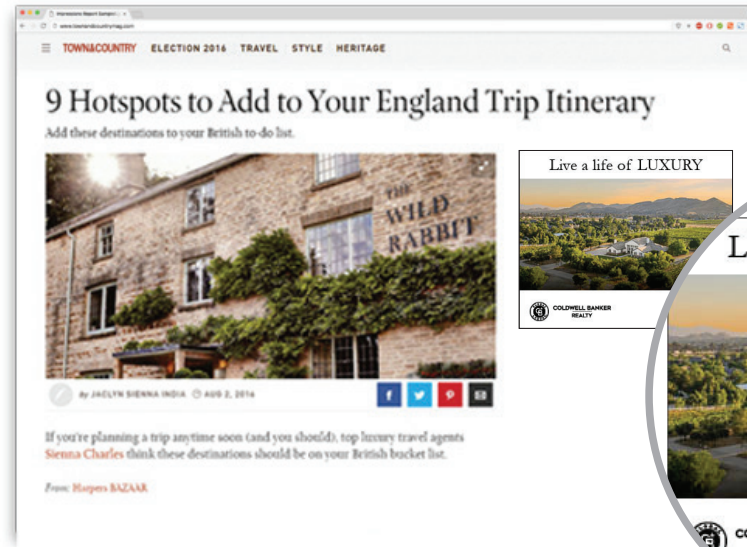 www.townandcountrymag.com
TOWN&COUNTRY ELECTION 2016 TRAVEL STYLE HERITAGE
9 Hotspots to Add to Your England Trip Itinerary
Add these destinations to your British to-do list.
THE
WILD
RABBIT
by JACLYN SIENNA INDIA AUG 2, 2016
If you're planning a trip anytime soon (and you should), top luxury travel agents
Sienna Charles think these destinations should be on your British bucket list.
From: Harpers BAZAAR
Live a life of LUXURY
COLDWELL BANKER
REALTY
L
CO